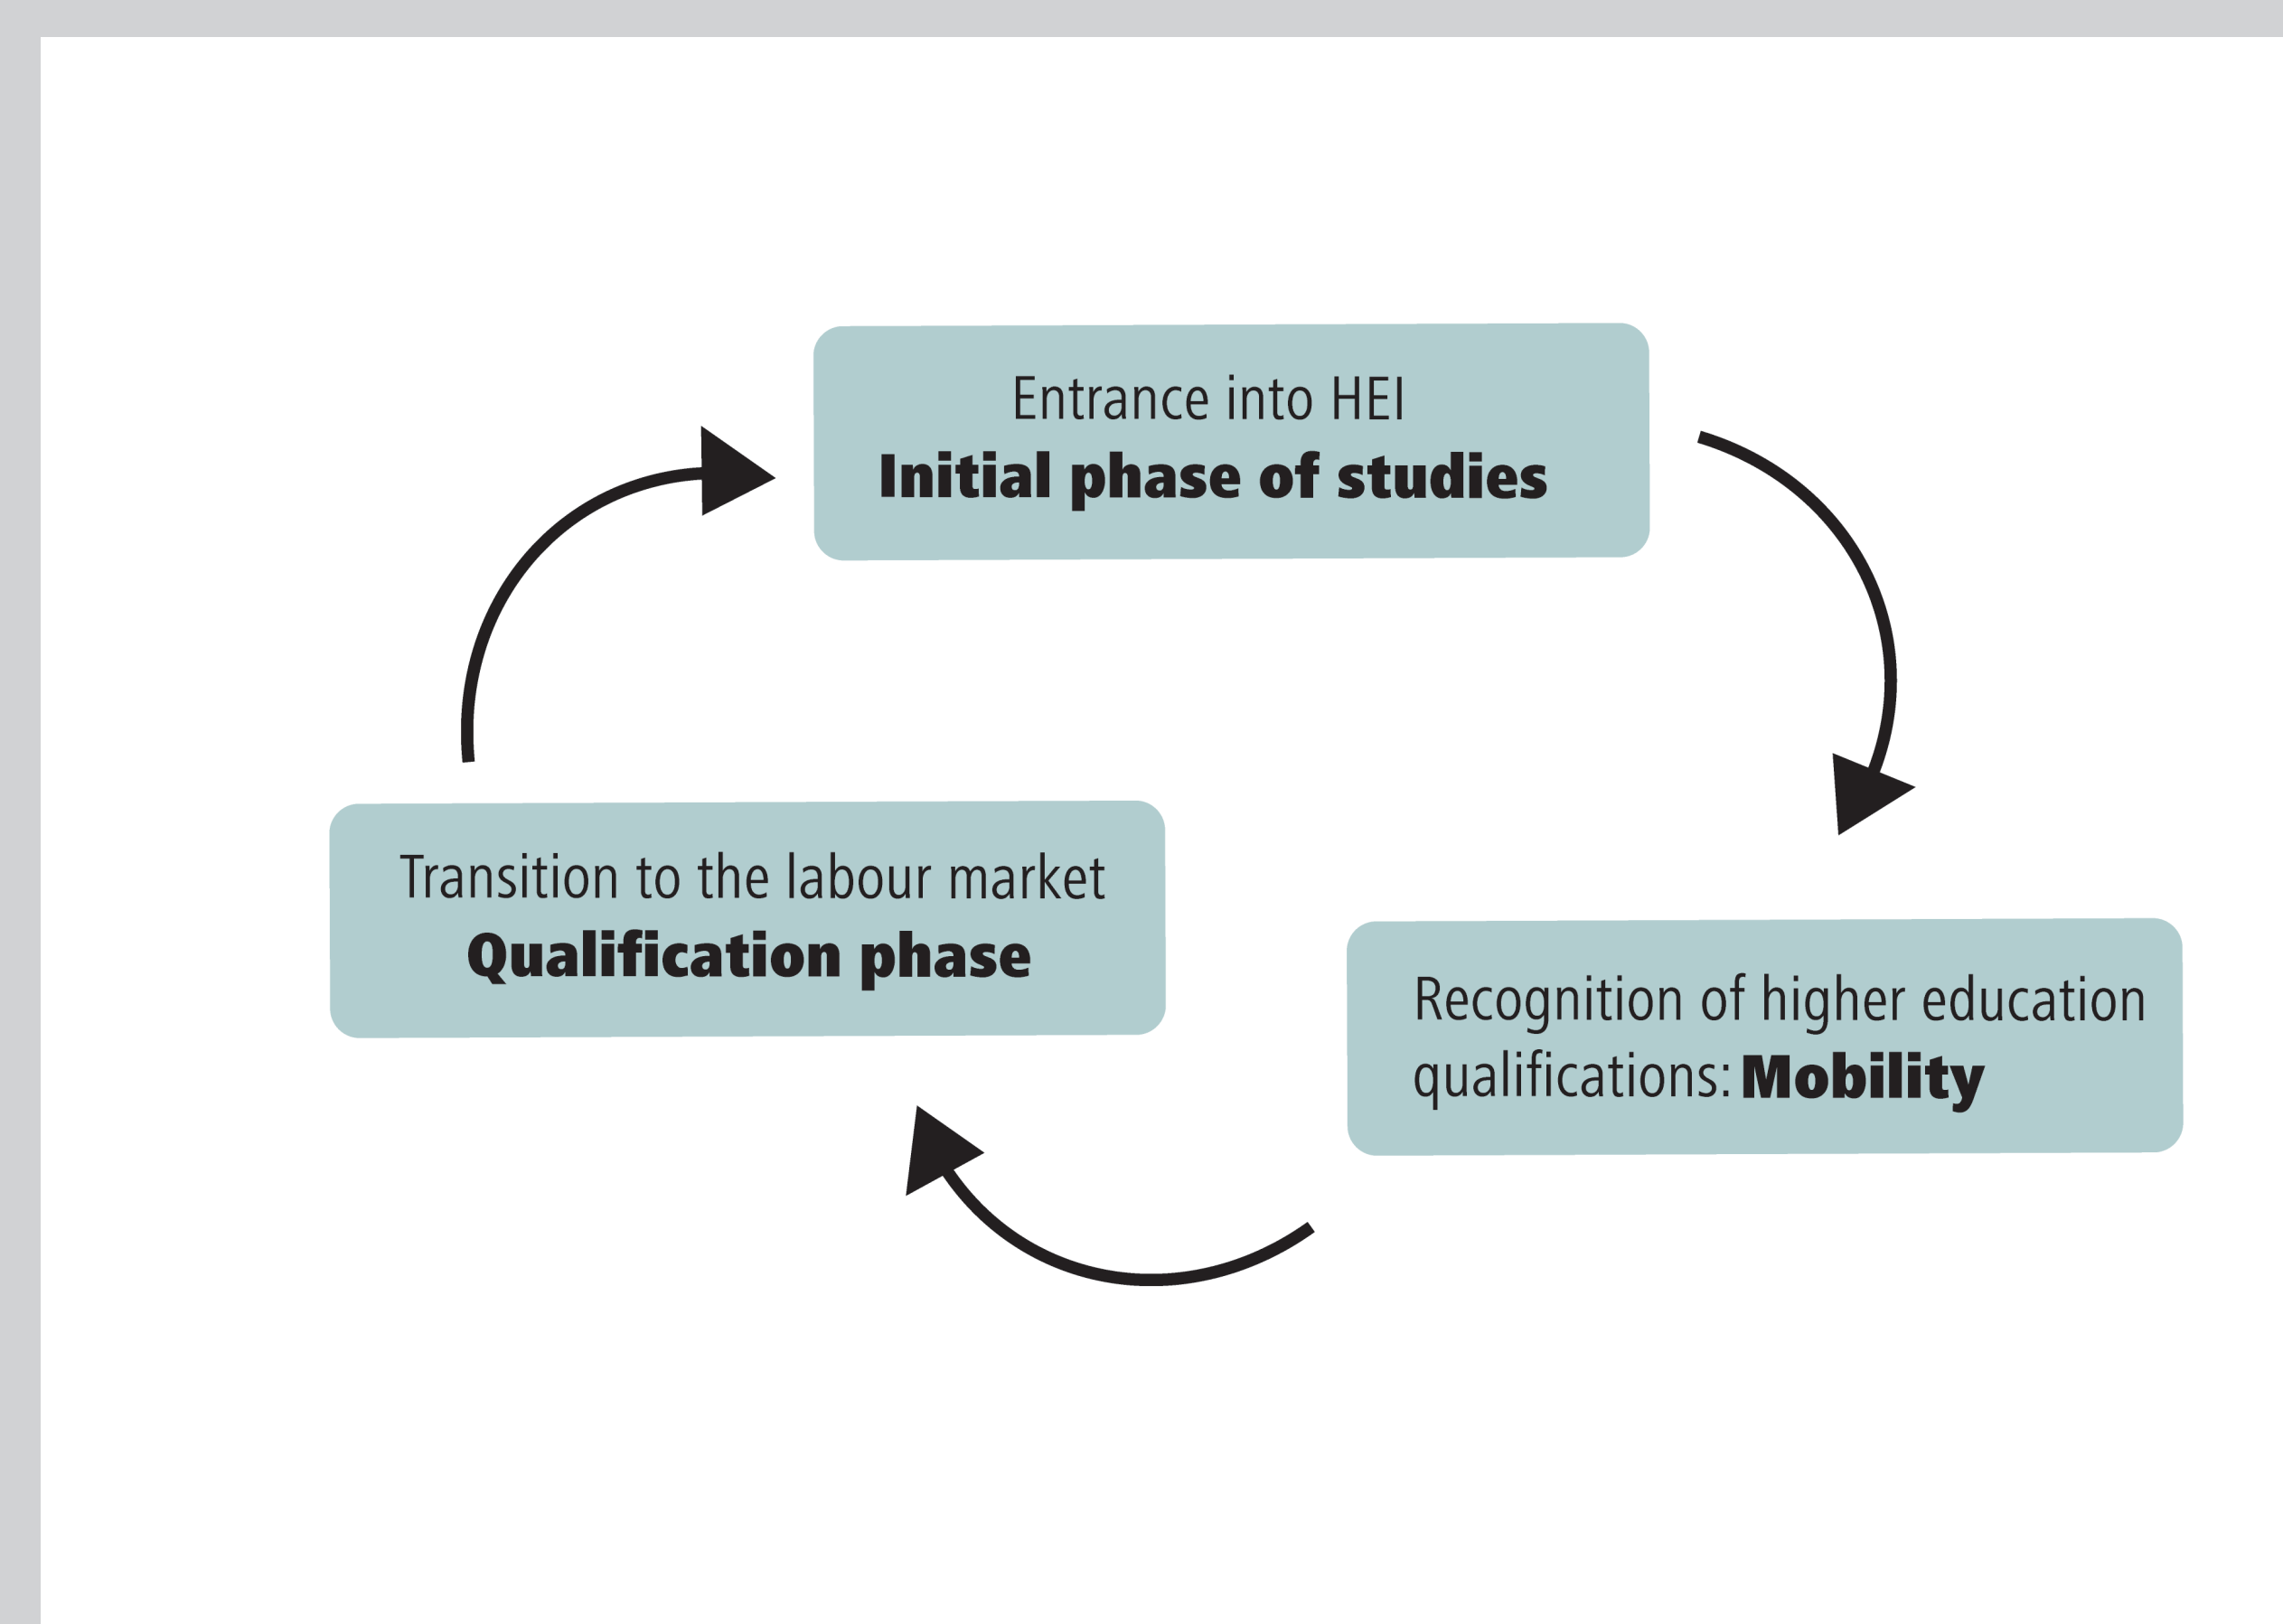 Entrance into HEI
Initial phase of studies
Transition to the labour market
Qualification phase
Recognition of higher education
qualifications: Mobility